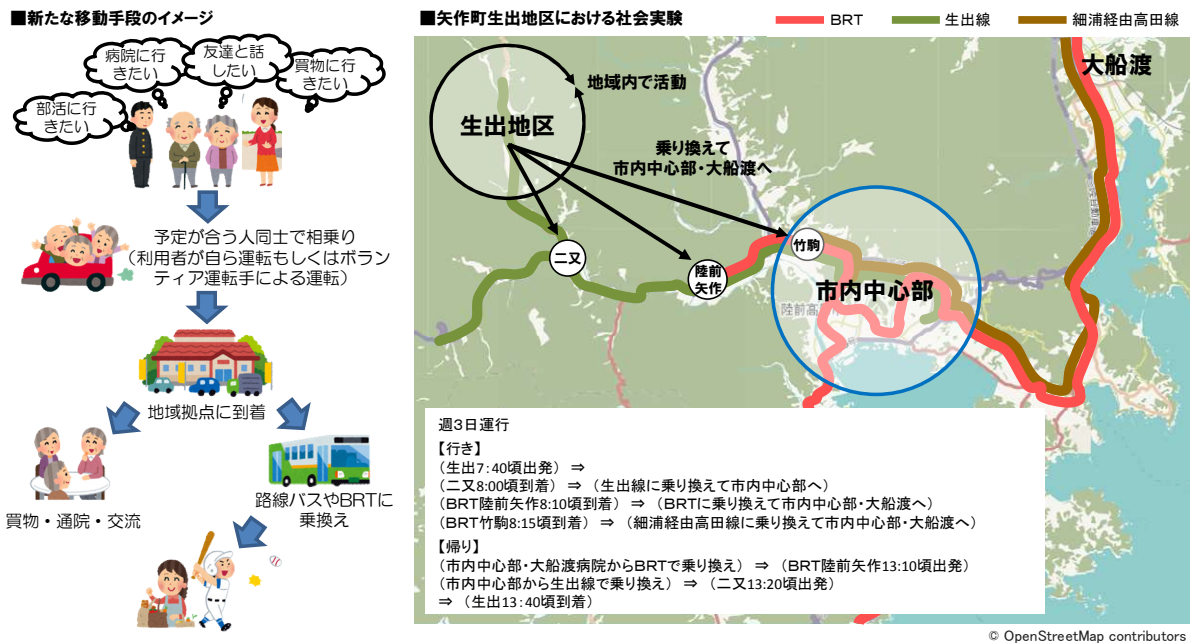 ■新たな移動手段のイメージ
病院に行
きたい
友達と話
したい
買物に行
きたい
部活に行
きたい
予定が合う人同士で相乗り
(利用者が自ら運転もしくはボラン
ティア運転手による運転)
地域拠点に到着
買物・通院・交流
路線バスやBRTに
乗換え
■矢作町生出地区における社会実験
BRT
生出線
細浦経由高田線
大船渡
地域内で活動
生出地区
乗り換えて
市内中心部・大船渡へ
竹駒
二又
陸前
矢作
市内中心部
週3日運行
【行き】
(生出7:40頃出発) ⇒
(二又8:00頃到着) ⇒ (生出線に乗り換えて市内中心部へ)
(BRT陸前矢作8:10頃到着) ⇒ (BRTに乗り換えて市内中心部・大船渡へ)
(BRT竹駒8:15頃到着) ⇒ (細浦経由高田線に乗り換えて市内中心部・大船渡へ)
【帰り】
(市内中心部・大船渡病院からBRTで乗り換え) ⇒ (BRT陸前矢作13:10頃出発)
(市内中心部から生出線で乗り換え) ⇒ (二又13:20頃出発)
⇒ (生出13:40頃到着)
© OpenStreetMap contributors